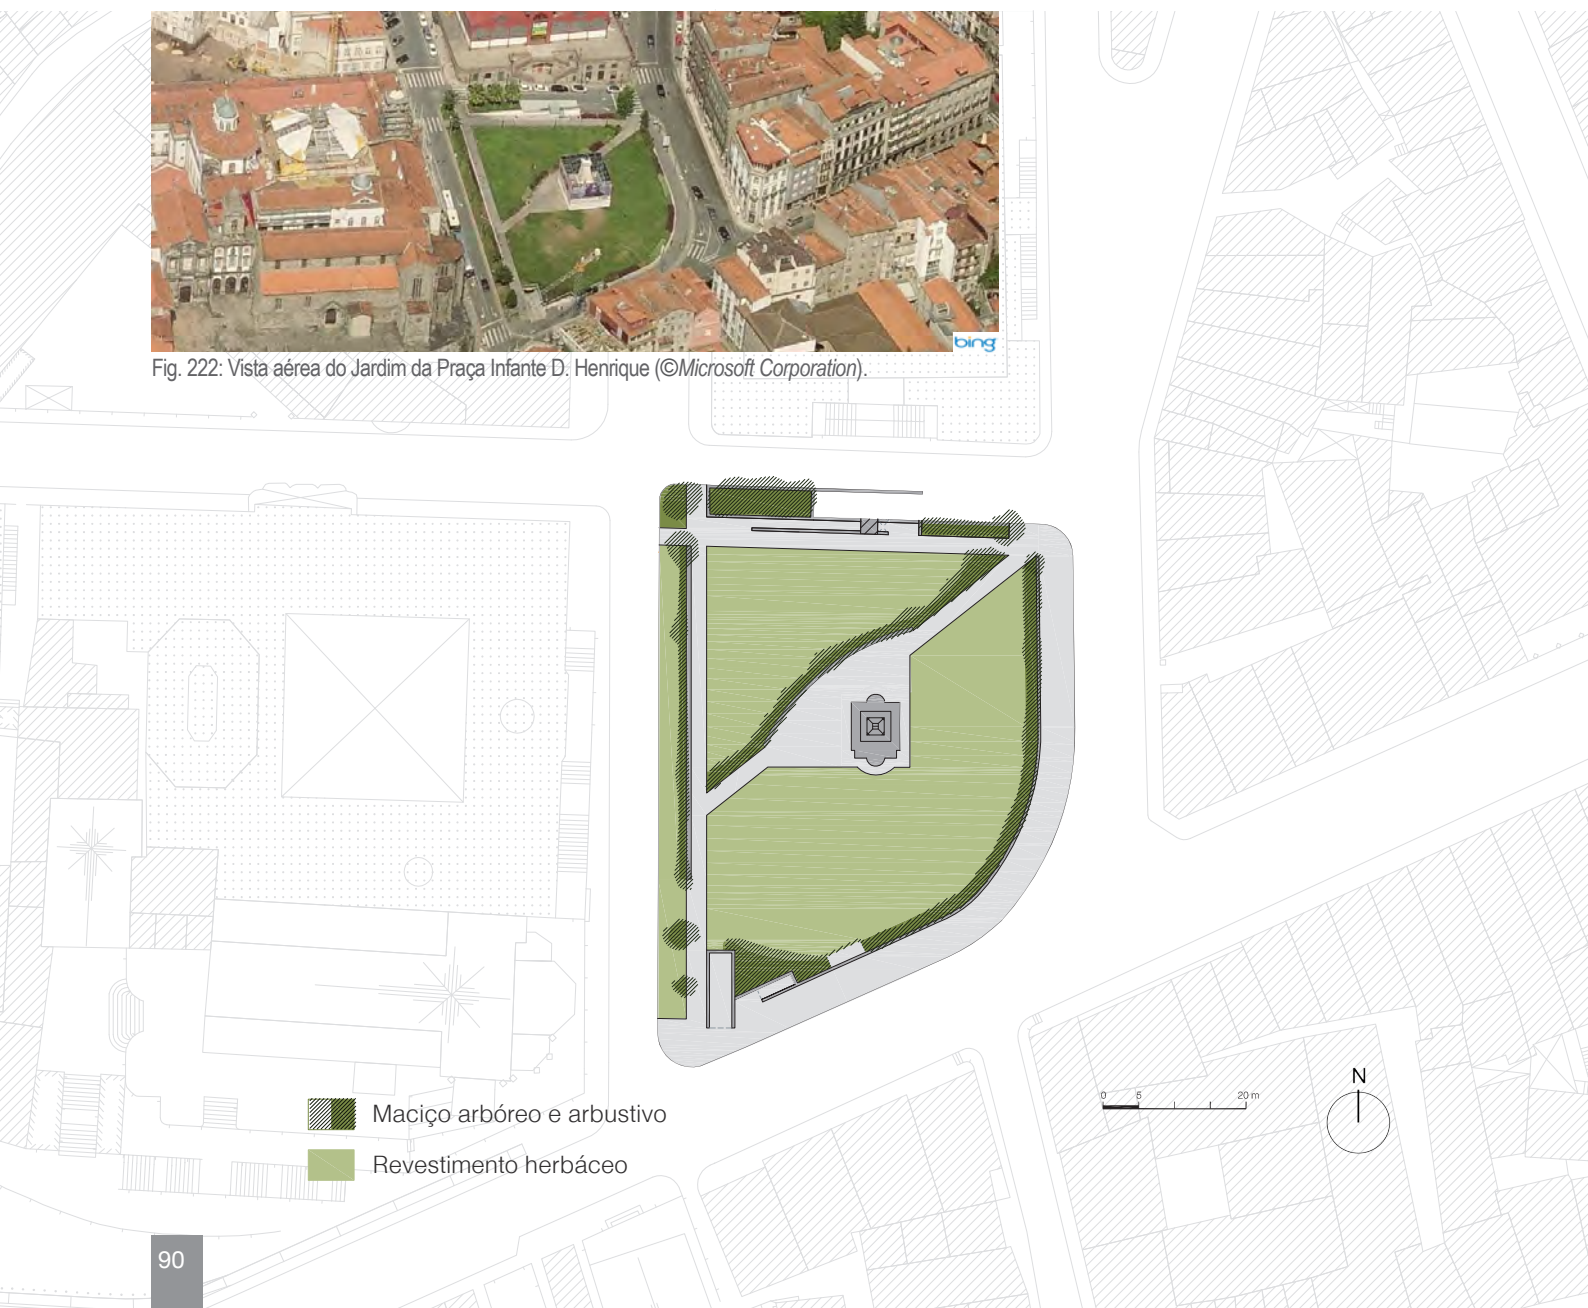 bing
Fig. 222: Vista aérea do Jardim da Praça Infante D. Henrique (©Microsoft Corporation).
N
0 5 20 m
Maciço arbóreo e arbustivo
Revestimento herbáceo
90